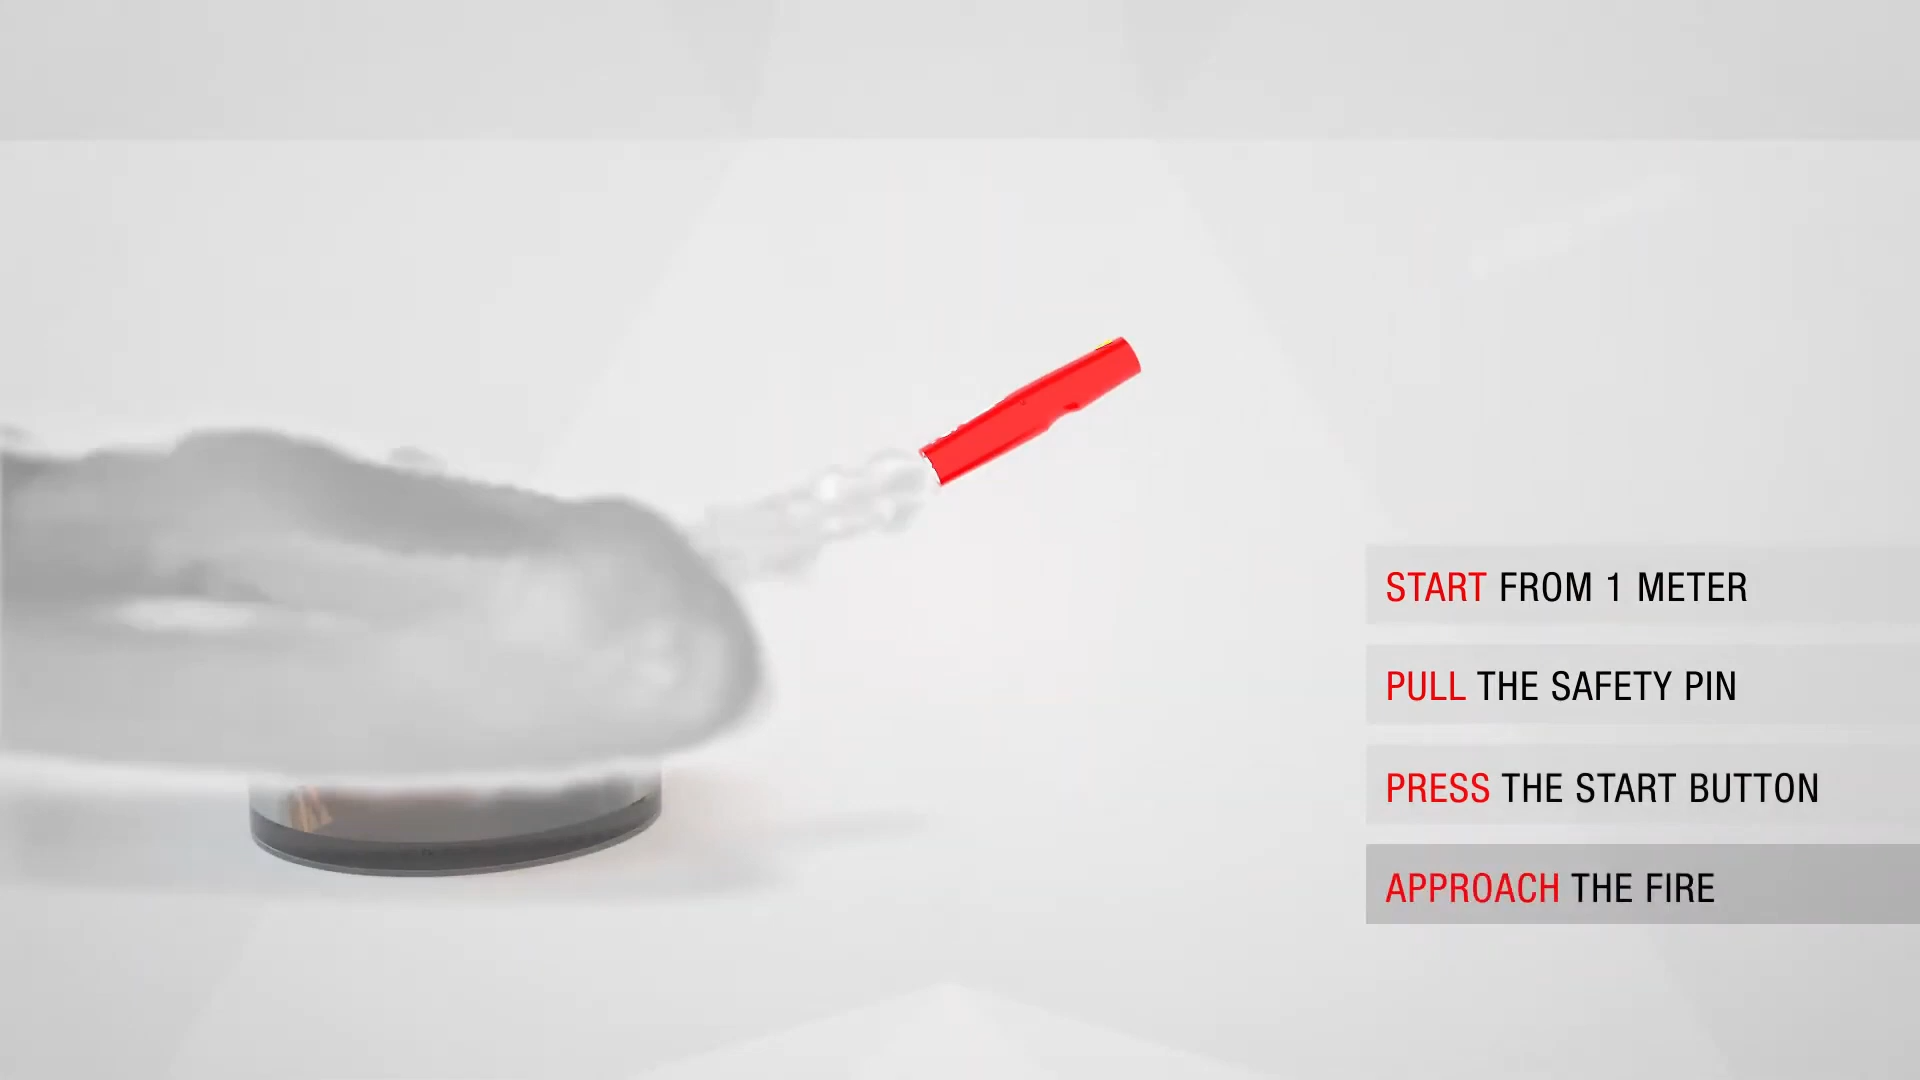 START FROM 1 METER
PULL THE SAFETY PIN
PRESS THE START BUTTON
APPROACH THE FIRE